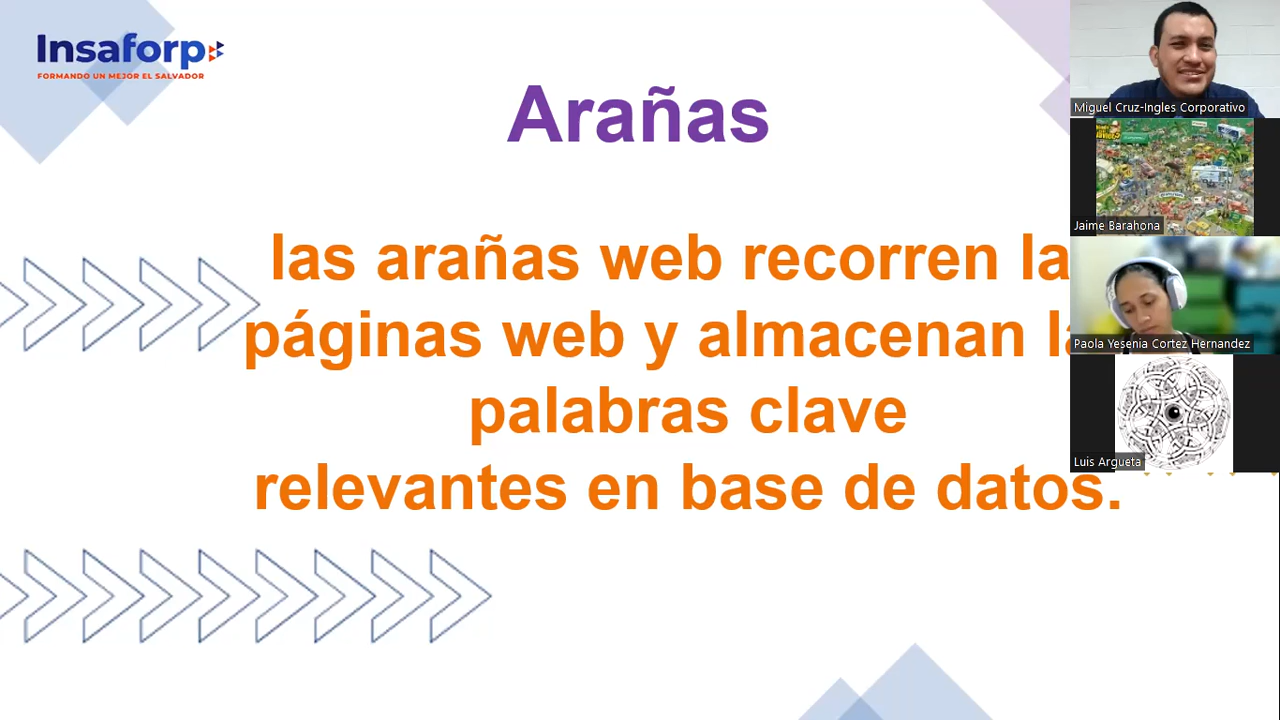 Insaforp
FORMANDO UN MEJOR EL SALVADOR
Arañas
las arañas web recorren la
páginas web y almacenan la
palabras clave
relevantes en base de datos.
Miguel Cruz-Ingles Corporativo
Jaime Barahona
Paola Yesenia Cortez Hernandez
Luis Argueta